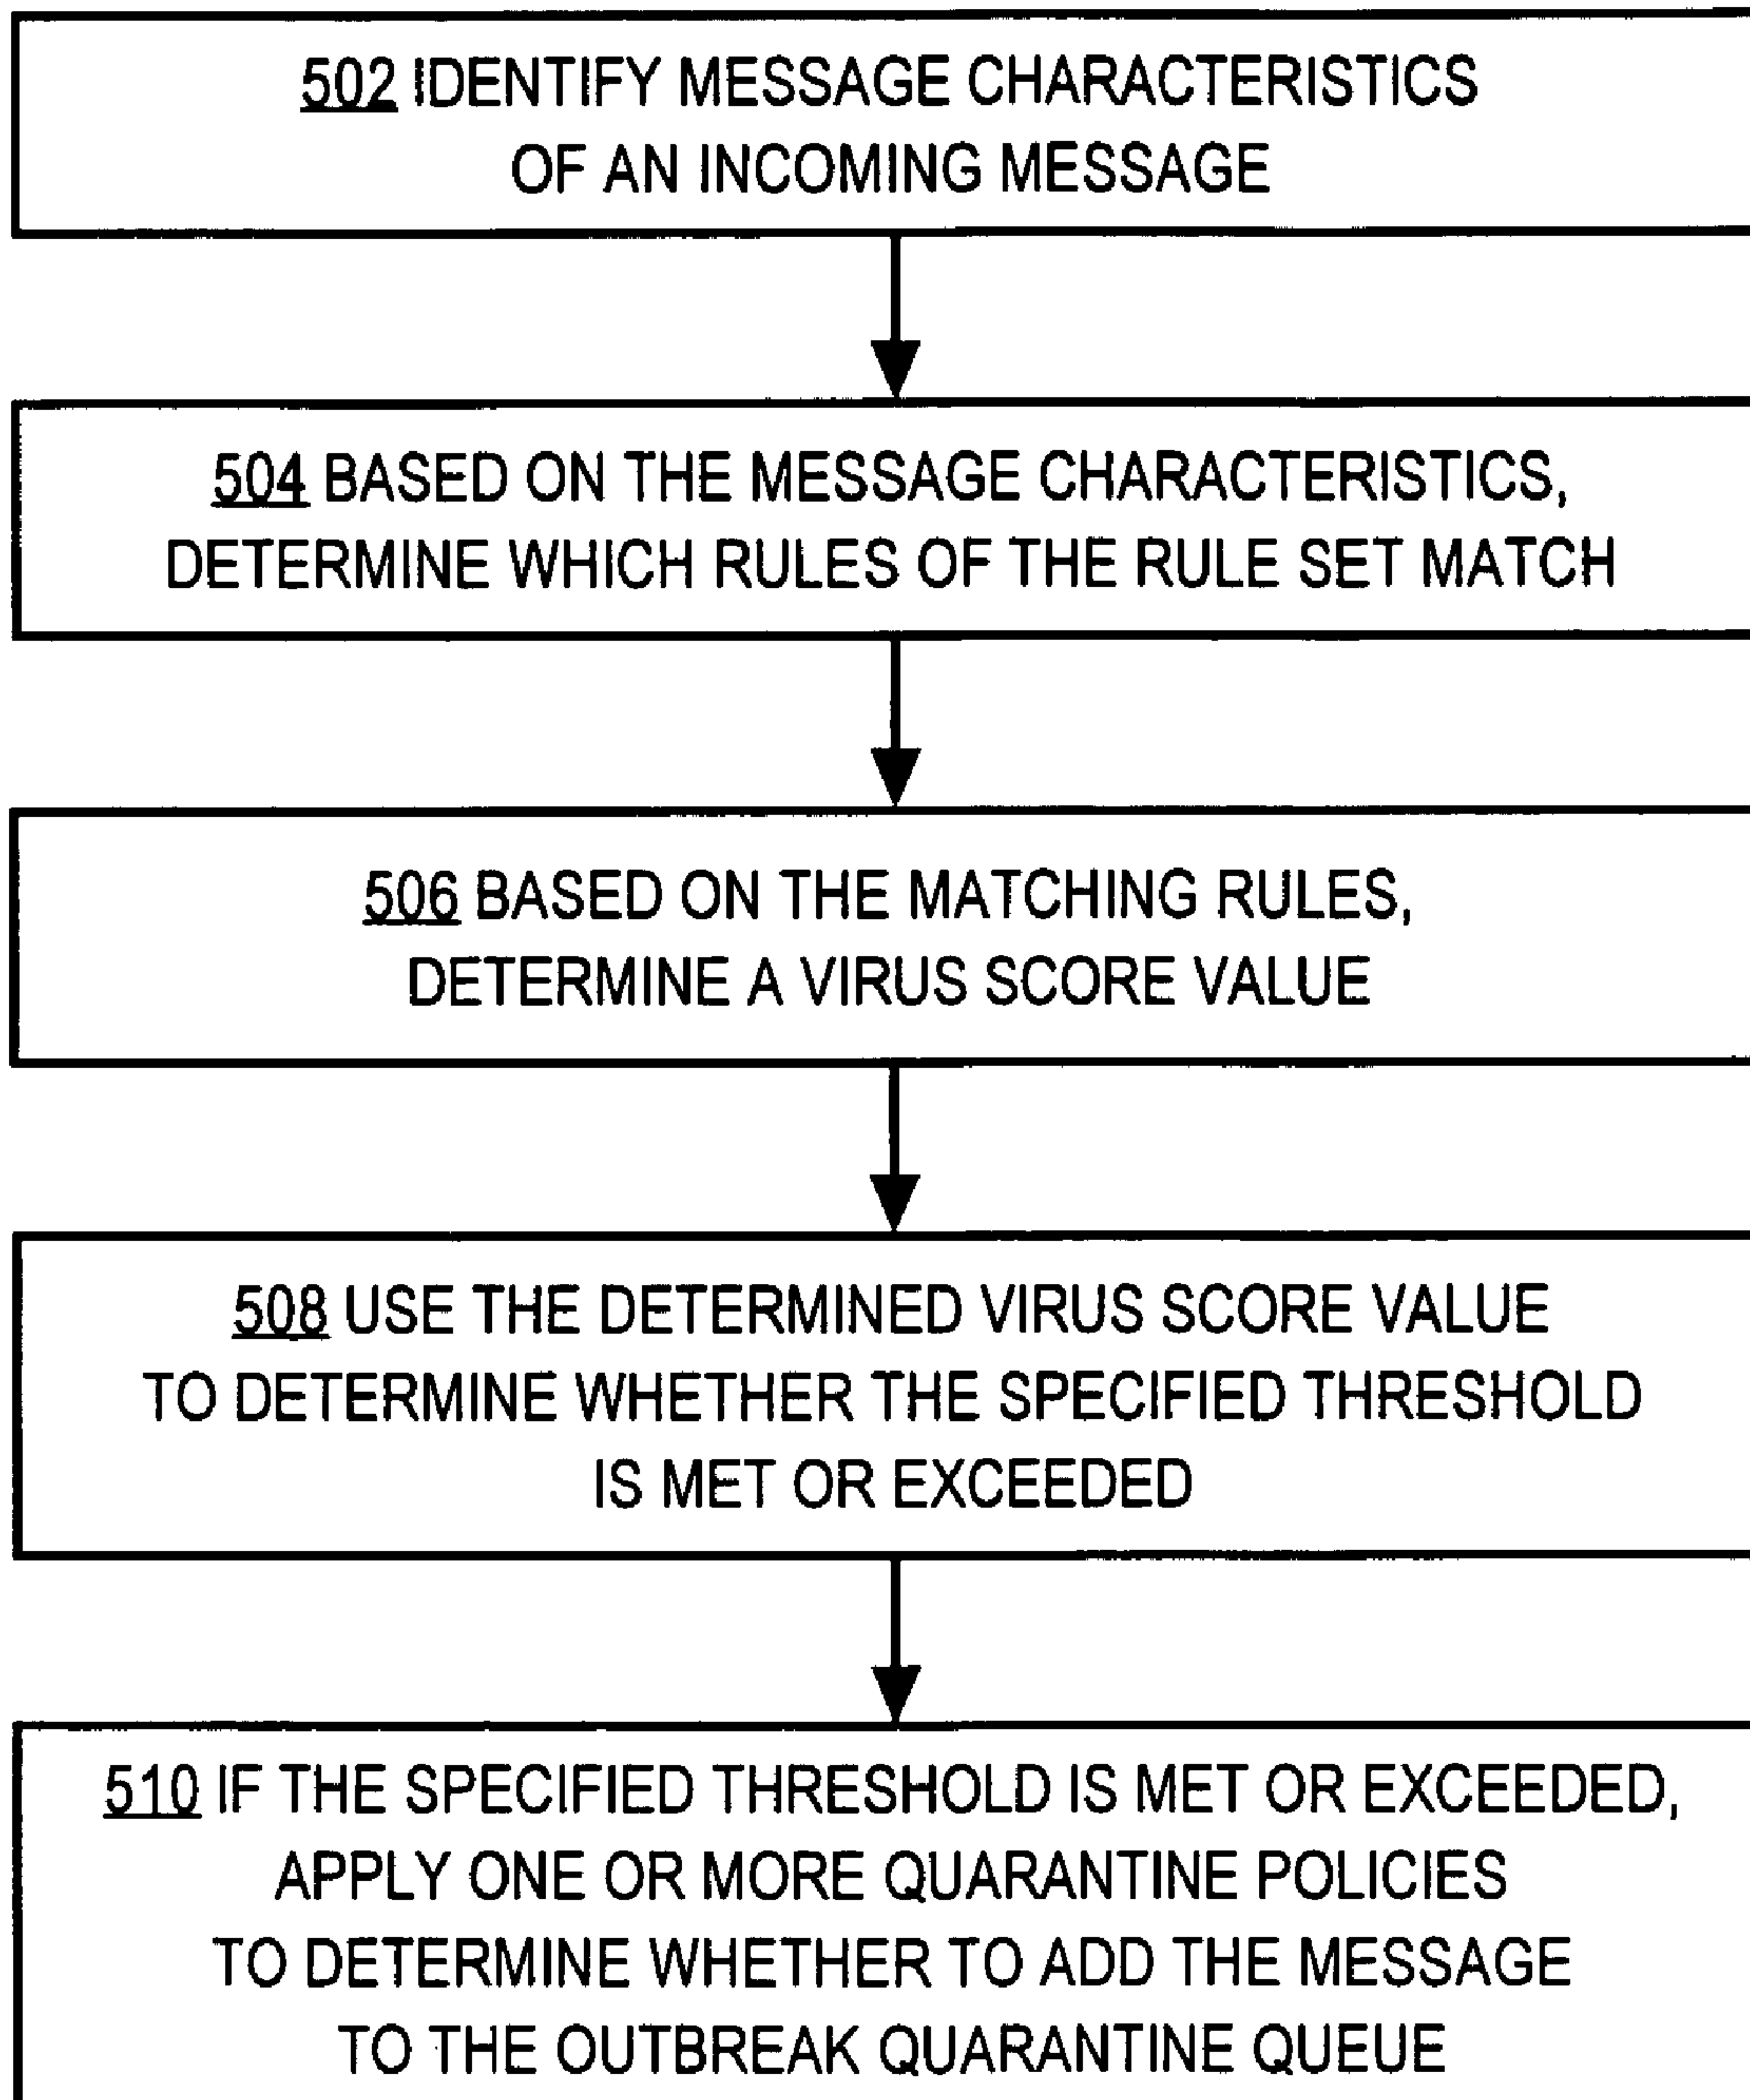 502 IDENTIFY MESSAGE CHARACTERISTICS
OF AN INCOMING MESSAGE
504 BASED ON THE MESSAGE CHARACTERISTICS,
DETERMINE WHICH RULES OF THE RULE SET MATCH
506 BASED ON THE MATCHING RULES,
DETERMINE A VIRUS SCORE VALUE
508 USE THE DETERMINED VIRUS SCORE VALUE
TO DETERMINE WHETHER THE SPECIFIED THRESHOLD
IS MET OR EXCEEDED
510 IF THE SPECIFIED THRESHOLD IS MET OR EXCEEDED,
APPLY ONE OR MORE QUARANTINE POLICIES
TO DETERMINE WHETHER TO ADD THE MESSAGE
TO THE OUTBREAK QUARANTINE QUEUE